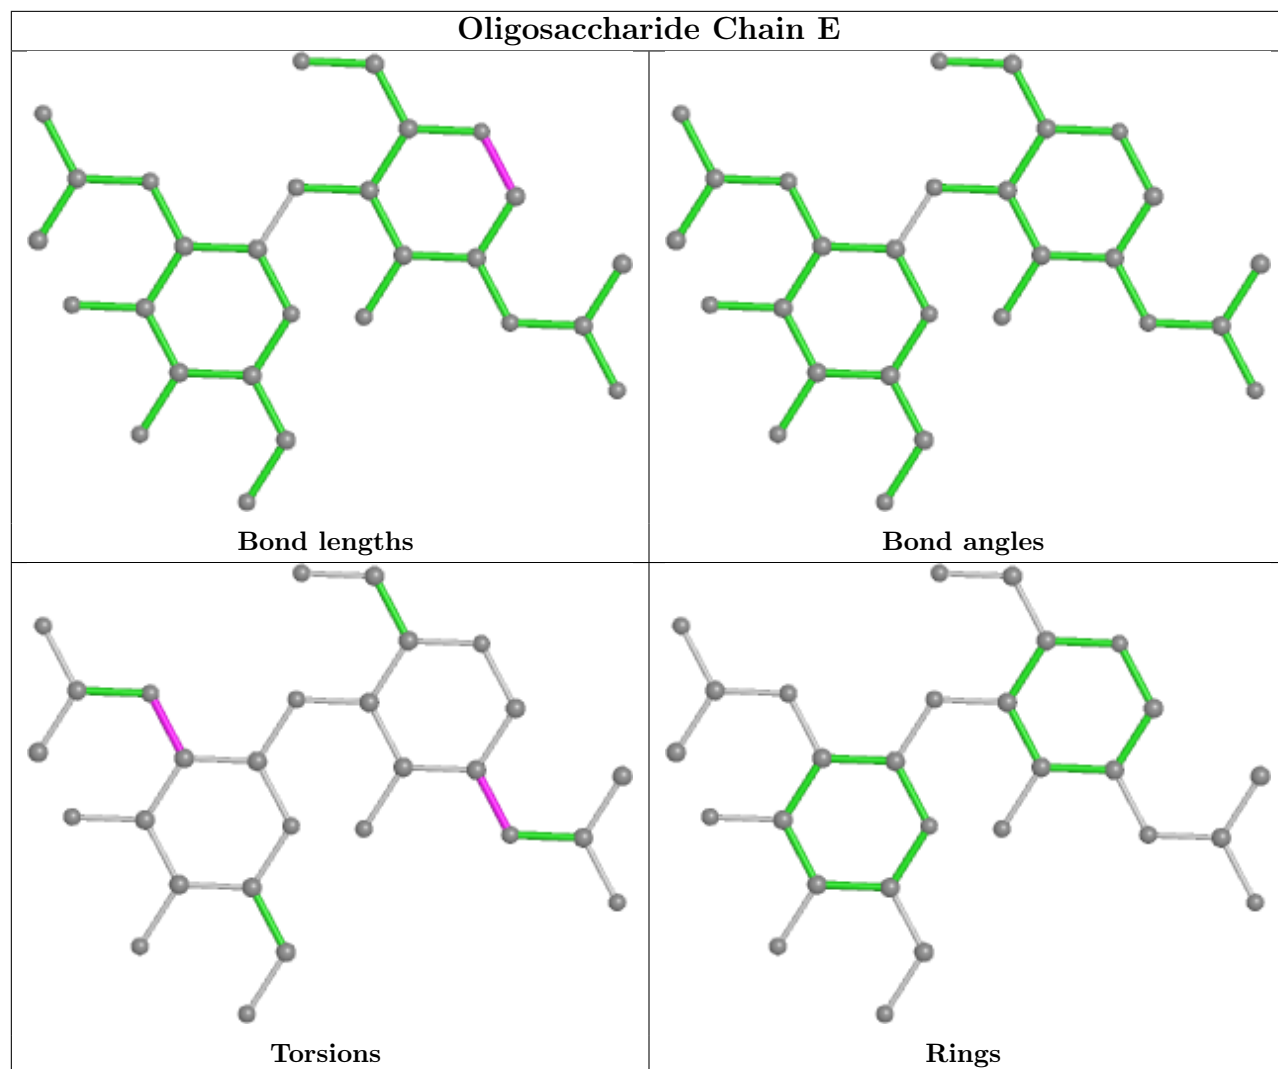 Oligosaccharide Chain E
Bond lengths
Bond angles
Torsions
Rings